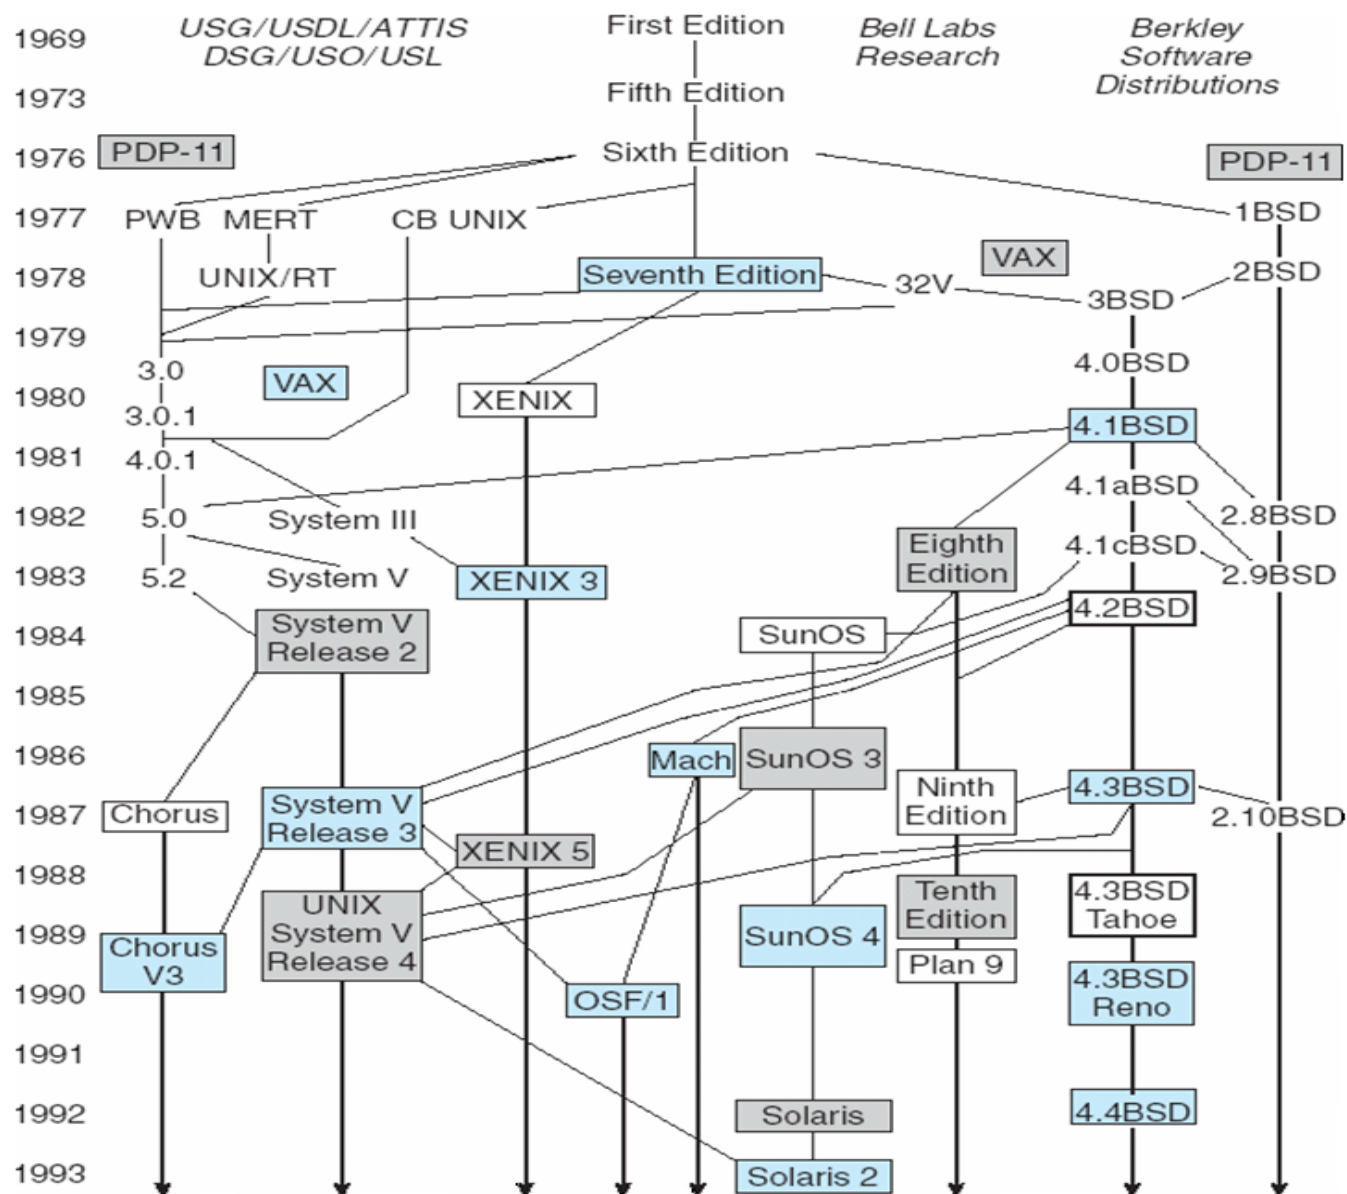 1969
USG/USDL/ATTIS
DSG/USO/USL
First Edition
Bell Labs
Research
Berkley
Software
Distributions
1973
Fifth Edition
1976
PDP-11
Sixth Edition
PDP-11
1977
PWB
MERT
CB UNIX
1BSD
1978
UNIX/RT
Seventh Edition
32V
VAX
3BSD
2BSD
1979
3.0
VAX
4.0BSD
1980
3.0.1
XENIX
4.1BSD
1981
4.0.1
4.1aBSD
1982
5.0
System III
2.8BSD
Eighth
Edition
4.1cBSD
1983
5.2
System V
XENIX 3
2.9BSD
4.2BSD
1984
System V
Release 2
SunOS
1985
1986
Mach
SunOS 3
1987
Chorus
System V
Release 3
Ninth
Edition
4.3BSD
2.10BSD
XENIX 5
1988
UNIX
System V
Release 4
Tenth
Edition
4.3BSD
Tahoe
1989
Chorus
V3
SunOS 4
Plan 9
1990
OSF/1
4.3BSD
Reno
1991
1992
Solaris
4.4BSD
1993
Solaris 2